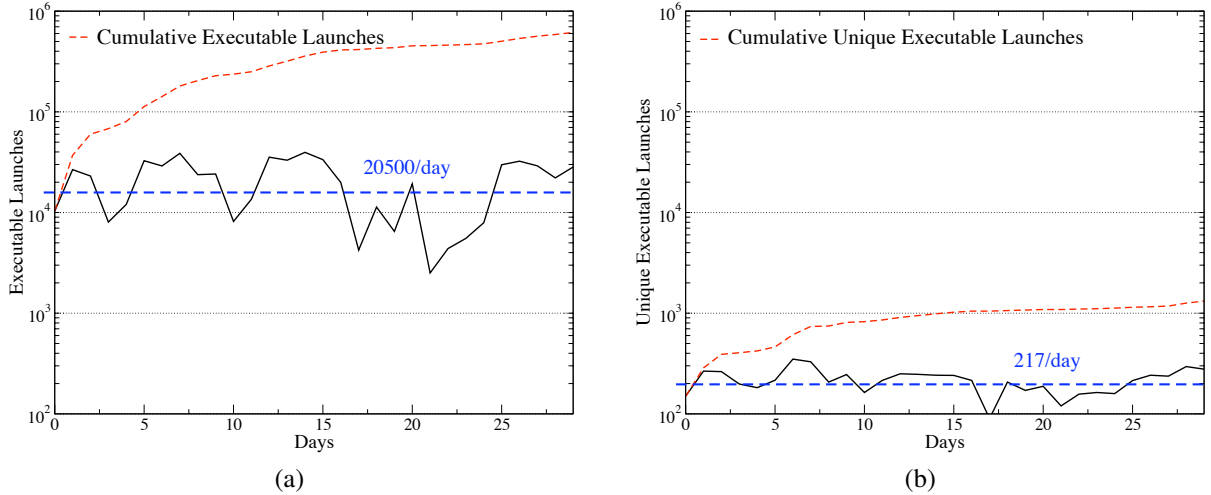 10^6
Cumulative Executable Launches
10^5
20500/day
10^4
10^3
10^2
Executable Launches
0 5 10 15 20 25
Days
(a)
10^6
Cumulative Unique Executable Launches
10^5
10^4
10^3
217/day
10^2
Unique Executable Launches
0 5 10 15 20 25
Days
(b)